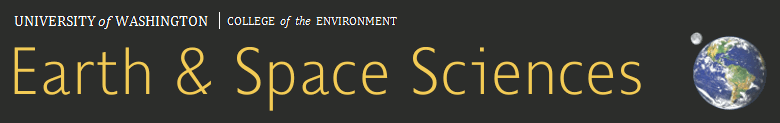 UNIVERSITY of WASHINGTON | COLLEGE of the ENVIRONMENT
Earth & Space Sciences